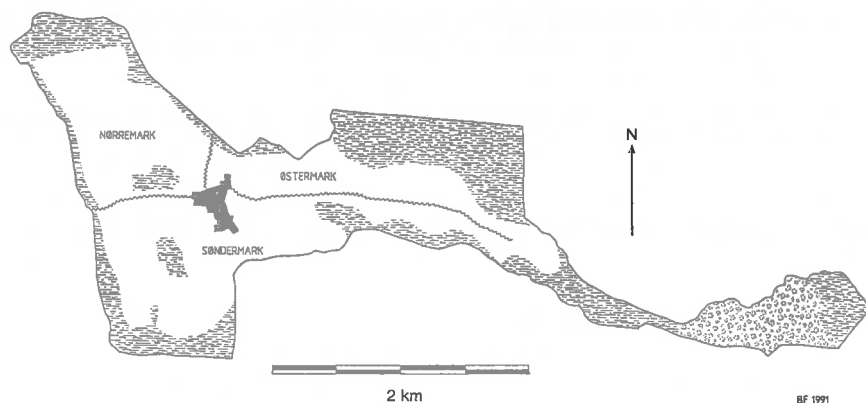 NØRREMARK
N
ØSTERMARK
SØNDERMARK
2 km
BF 1991